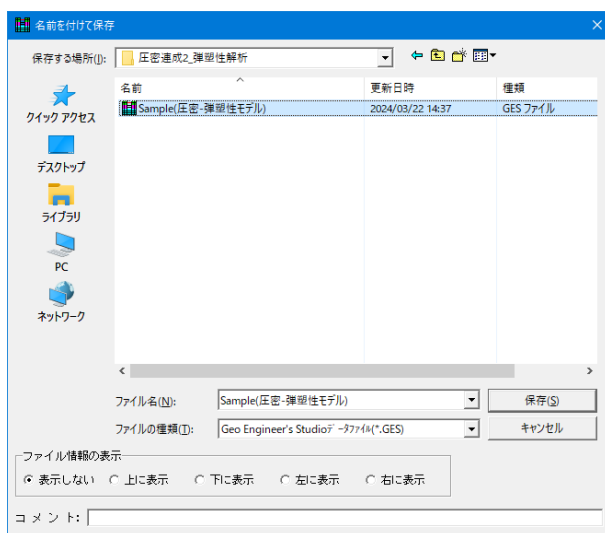 名前を付けて保存
保存する場所(I):
圧密連成2_弾塑性解析
名前
更新日時
種類
Sample(圧密-弾塑性モデル)
2024/03/22 14:37
GES ファイル
クイック アクセス
デスクトップ
ライブラリ
PC
ネットワーク
ファイル名(N):
Sample(圧密-弾塑性モデル)
保存(S)
ファイルの種類(T):
Geo Engineer's Studioﾃﾞｰﾀﾌｧｲﾙ(*.GES)
キャンセル
ファイル情報の表示
表示しない
上に表示
下に表示
左に表示
右に表示
コメント: